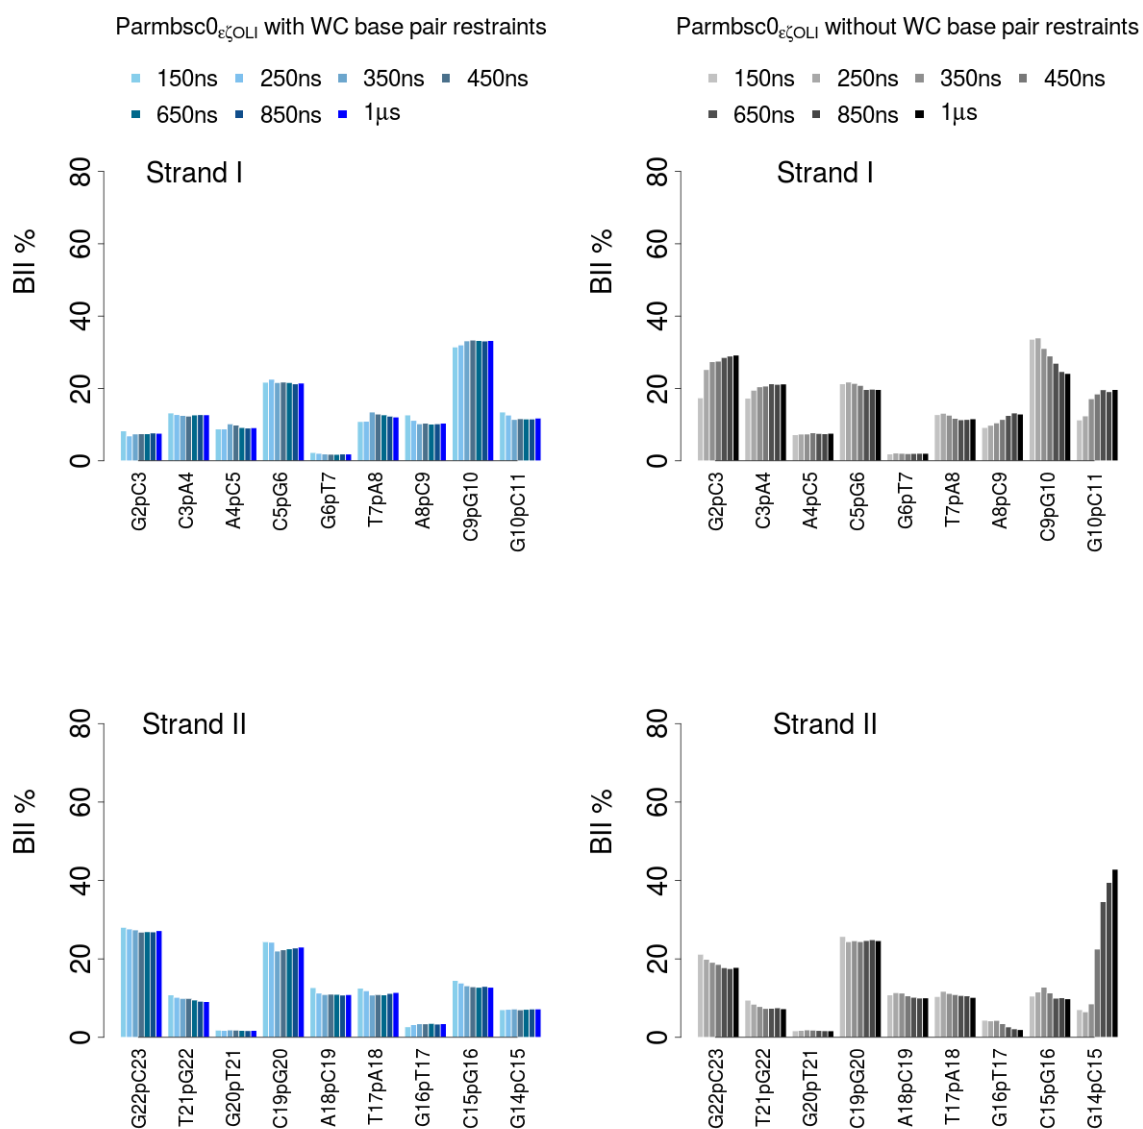 Parmbsc0εζOLI with WC base pair restraints
150ns 250ns 350ns 450ns
650ns 850ns 1μs
Strand I
BII %
80
60
40
20
0
G2pC3 C3pA4 A4pC5 C5pG6 G6pT7 T7pA8 A8pC9 C9pG10 G10pC11
Parmbsc0εζOLI without WC base pair restraints
150ns 250ns 350ns 450ns
650ns 850ns 1μs
Strand I
BII %
80
60
40
20
0
G2pC3 C3pA4 A4pC5 C5pG6 G6pT7 T7pA8 A8pC9 C9pG10 G10pC11
Strand II
BII %
80
60
40
20
0
G22pC23 T21pG22 G20pT21 C19pG20 A18pC19 T17pA18 G16pT17 C15pG16 G14pC15
Strand II
BII %
80
60
40
20
0
G22pC23 T21pG22 G20pT21 C19pG20 A18pC19 T17pA18 G16pT17 C15pG16 G14pC15